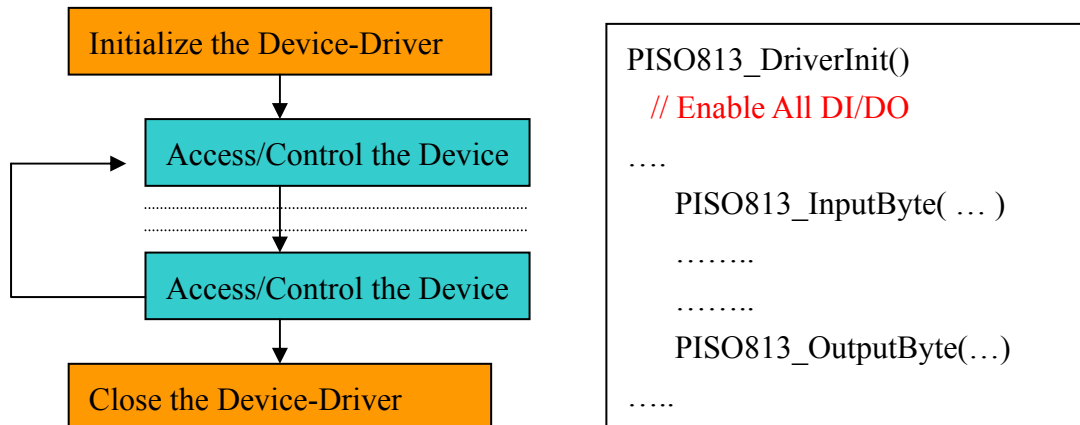 Initialize the Device-Driver
Access/Control the Device
Access/Control the Device
Close the Device-Driver
PISO813_DriverInit()
// Enable All DI/DO
….
PISO813_InputByte( … )
……..
……..
PISO813_OutputByte(…)
…..